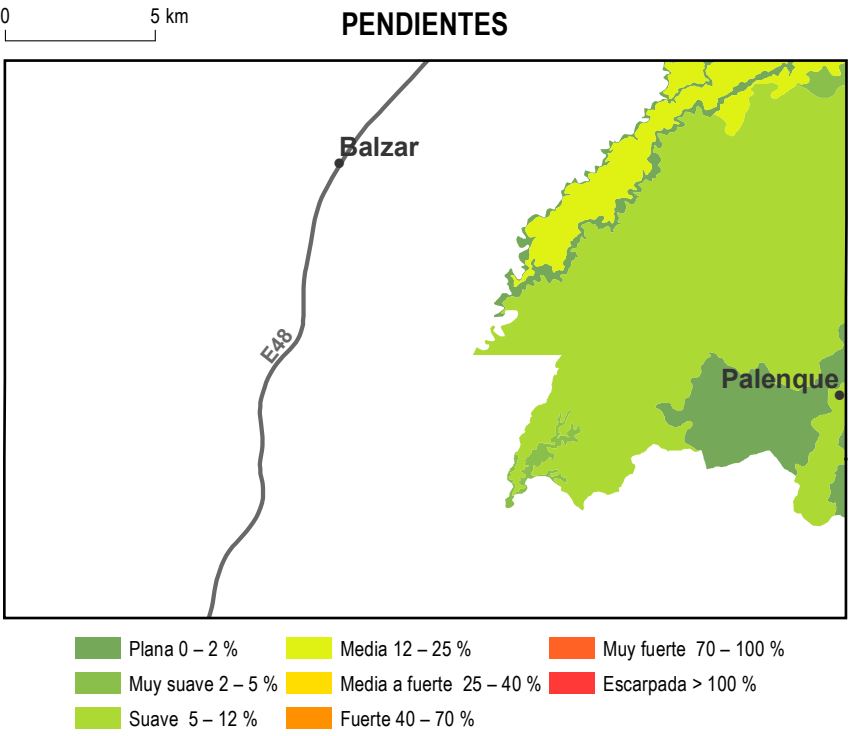 0 5 km
PENDIENTES
Balzar
E48
Palenque
Plana 0 – 2 %
Muy suave 2 – 5 %
Suave 5 – 12 %
Media 12 – 25 %
Media a fuerte 25 – 40 %
Fuerte 40 – 70 %
Muy fuerte 70 – 100 %
Escarpada > 100 %